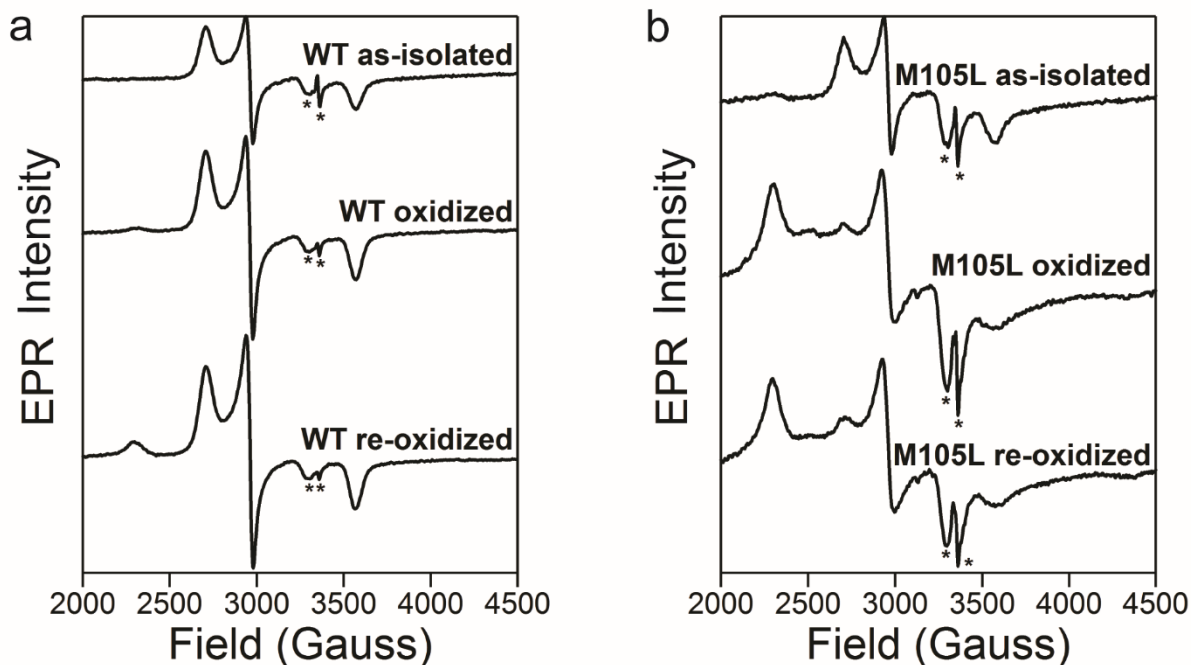 a
WT as-isolated
* *
WT oxidized
* *
WT re-oxidized
**
EPR Intensity
2000 2500 3000 3500 4000 4500
Field (Gauss)
b
M105L as-isolated
* *
M105L oxidized
* *
M105L re-oxidized
* *
EPR Intensity
2000 2500 3000 3500 4000 4500
Field (Gauss)